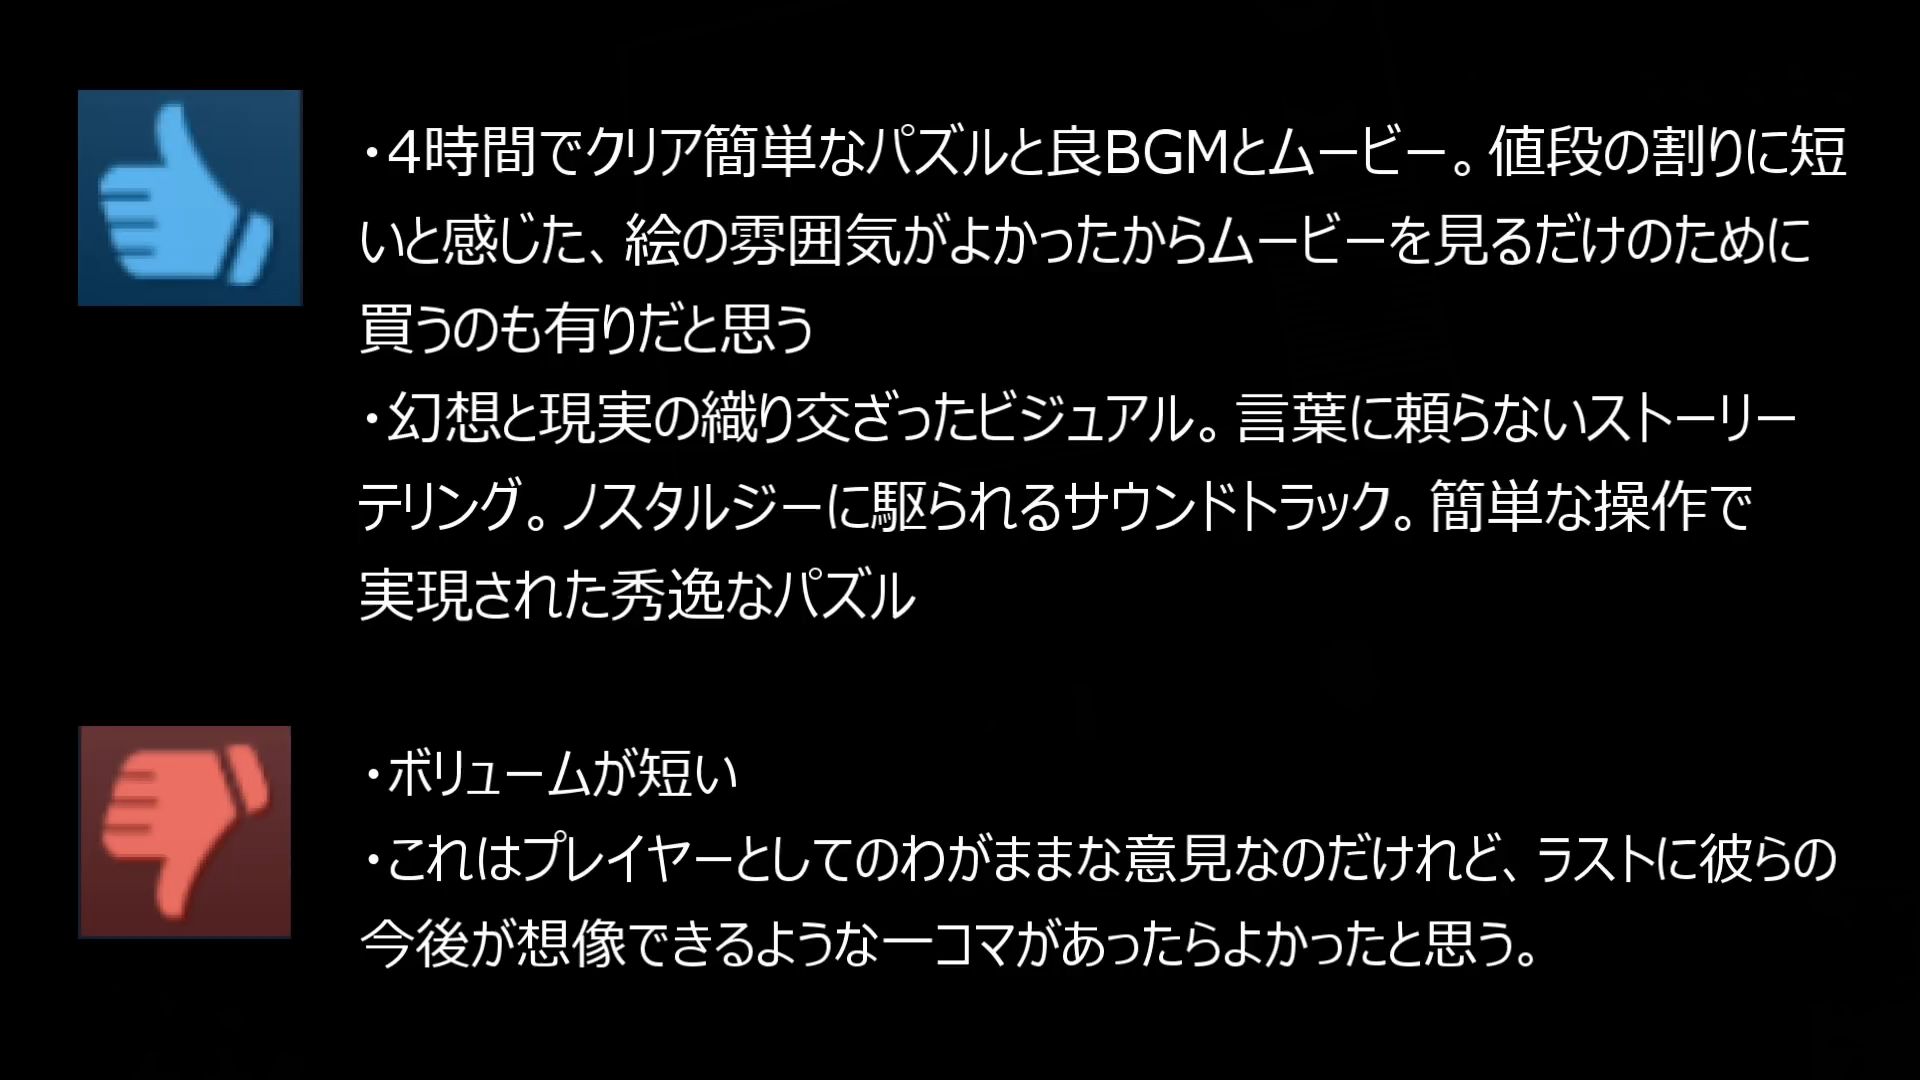 ・4時間でクリア簡単なパズルと良BGMとムービー。値段の割りに短
いと感じた、絵の雰囲気がよかったからムービーを見るだけのために
買うのも有りだと思う
・幻想と現実の織り交ざったビジュアル。言葉に頼らないストーリー
テリング。ノスタルジーに駆られるサウンドトラック。簡単な操作で
実現された秀逸なパズル
・ボリュームが短い
・これはプレイヤーとしてのわがままな意見なのだけれど、ラストに彼らの
今後が想像できるような一コマがあったらよかったと思う。